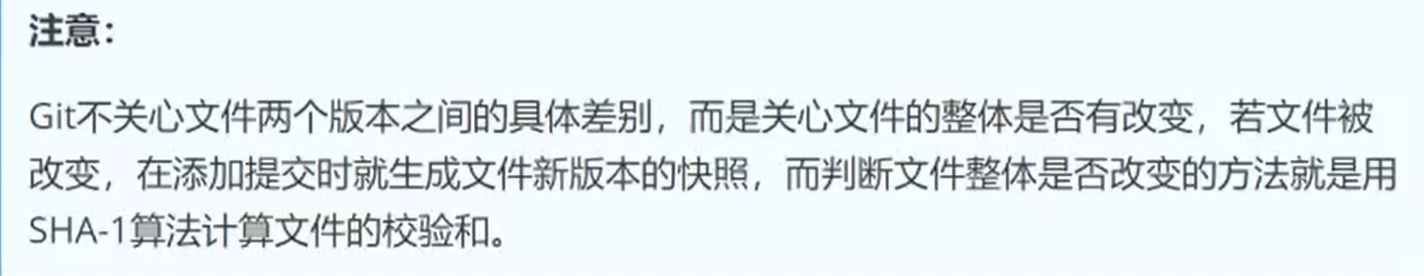 注意：
Git不关心文件两个版本之间的具体差别，而是关心文件的整体是否有改变，若文件被
改变，在添加提交时就生成文件新版本的快照，而判断文件整体是否改变的方法就是用
SHA-1算法计算文件的校验和。